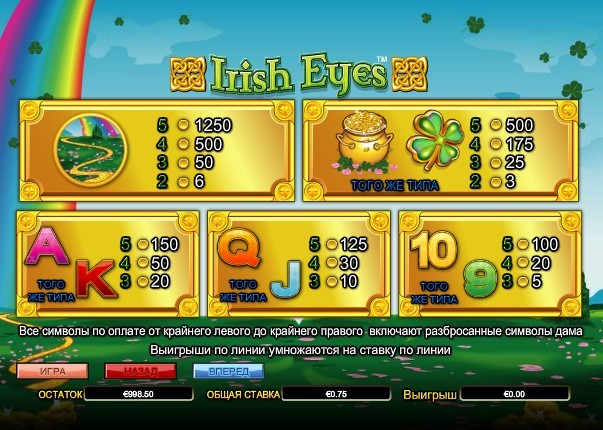 Irish Eyes™
5 1250
4 500
3 50
2 6
5 500
4 175
3 25
2 3
ТОГО ЖЕ ТИПА
A K
5 150
4 50
3 20
ТОГО
ЖЕ ТИПА
Q J
5 125
4 30
3 10
ТОГО
ЖЕ ТИПА
10 9
5 100
4 20
3 5
ТОГО
ЖЕ ТИПА
Все символы по оплате от крайнего левого до крайнего правого включают разбросанные символы дама
Выигрыши по линии умножаются на ставку по линии
ИГРА НАЗАД ВПЕРЕД
ОСТАТОК €998.50 ОБЩАЯ СТАВКА €0.75 Выигрыш €0.00